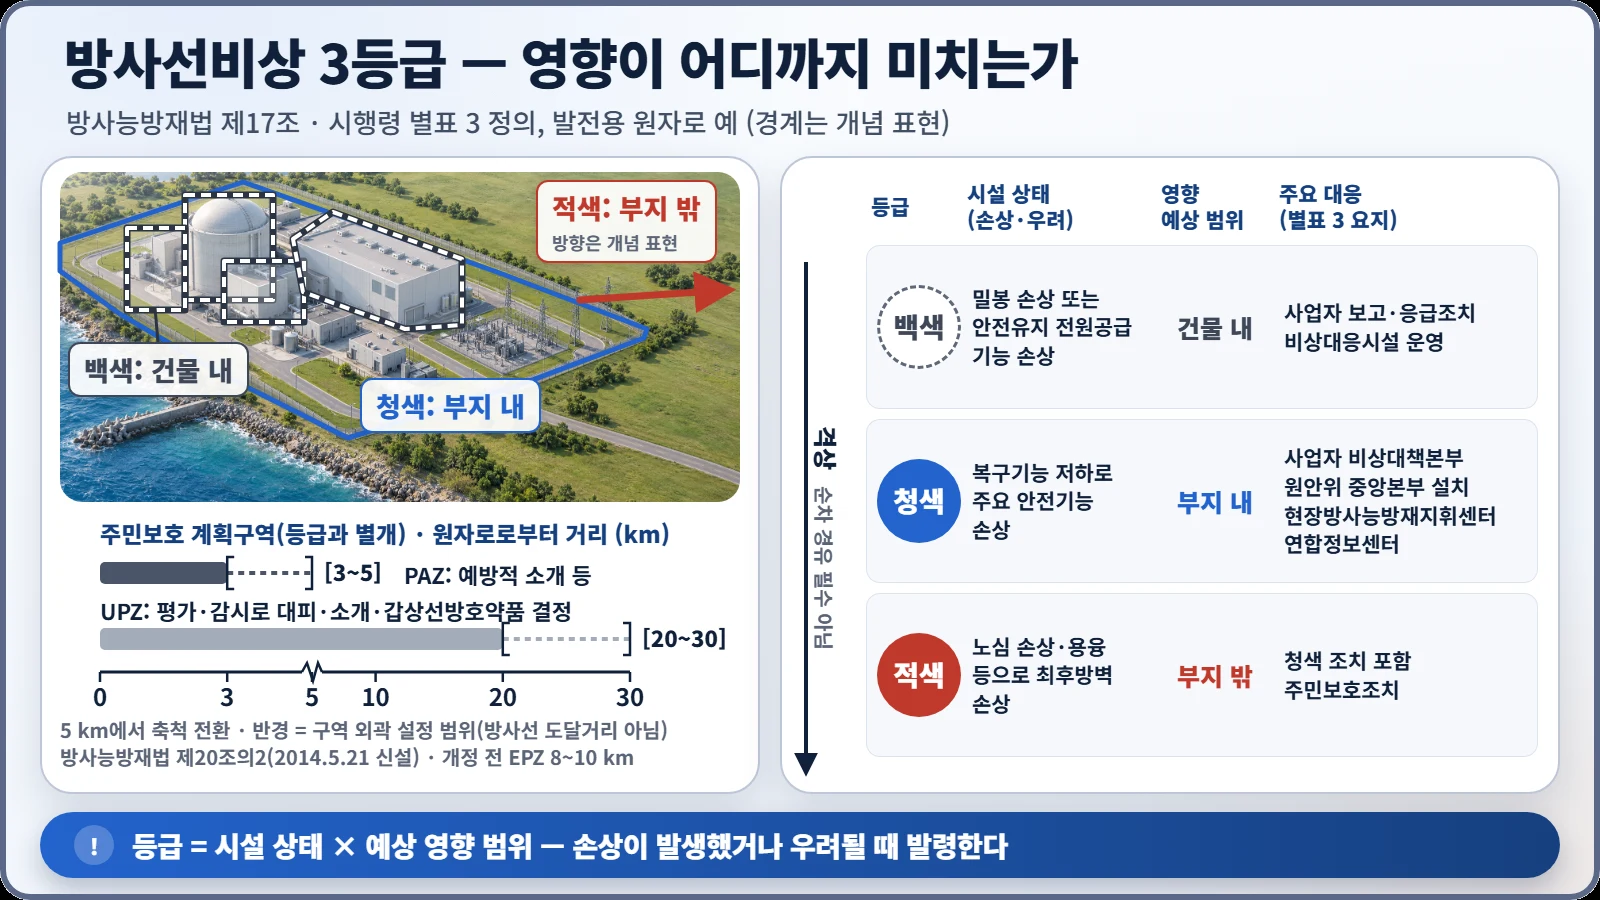 방사선비상 3등급 — 영향이 어디까지 미치는가
방사능방재법 제17조 · 시행령 별표 3 정의, 발전용 원자로 예 (경계는 개념 표현)
적색: 부지 밖
방향은 개념 표현
백색: 건물 내
청색: 부지 내
주민보호 계획구역(등급과 별개) · 원자로로부터 거리 (km)
[3~5] PAZ: 예방적 소개 등
UPZ: 평가·감시로 대피·소개·갑상선방호약품 결정
[20~30]
0 3 5 10 20 30
5 km에서 축척 전환 · 반경 = 구역 외곽 설정 범위(방사선 도달거리 아님)
방사능방재법 제20조의2(2014.5.21 신설) · 개정 전 EPZ 8~10 km
격상 순차 경유 필수 아님
등급
시설 상태
(손상·우려)
영향
예상 범위
주요 대응
(별표 3 요지)
백색
밀봉 손상 또는
안전유지 전원공급
기능 손상
건물 내
사업자 보고·응급조치
비상대응시설 운영
청색
복구기능 저하로
주요 안전기능
손상
부지 내
사업자 비상대책본부
원안위 중앙본부 설치
현장방사능방재지휘센터
연합정보센터
적색
노심 손상·용융
등으로 최후방벽
손상
부지 밖
청색 조치 포함
주민보호조치
! 등급 = 시설 상태 × 예상 영향 범위 — 손상이 발생했거나 우려될 때 발령한다